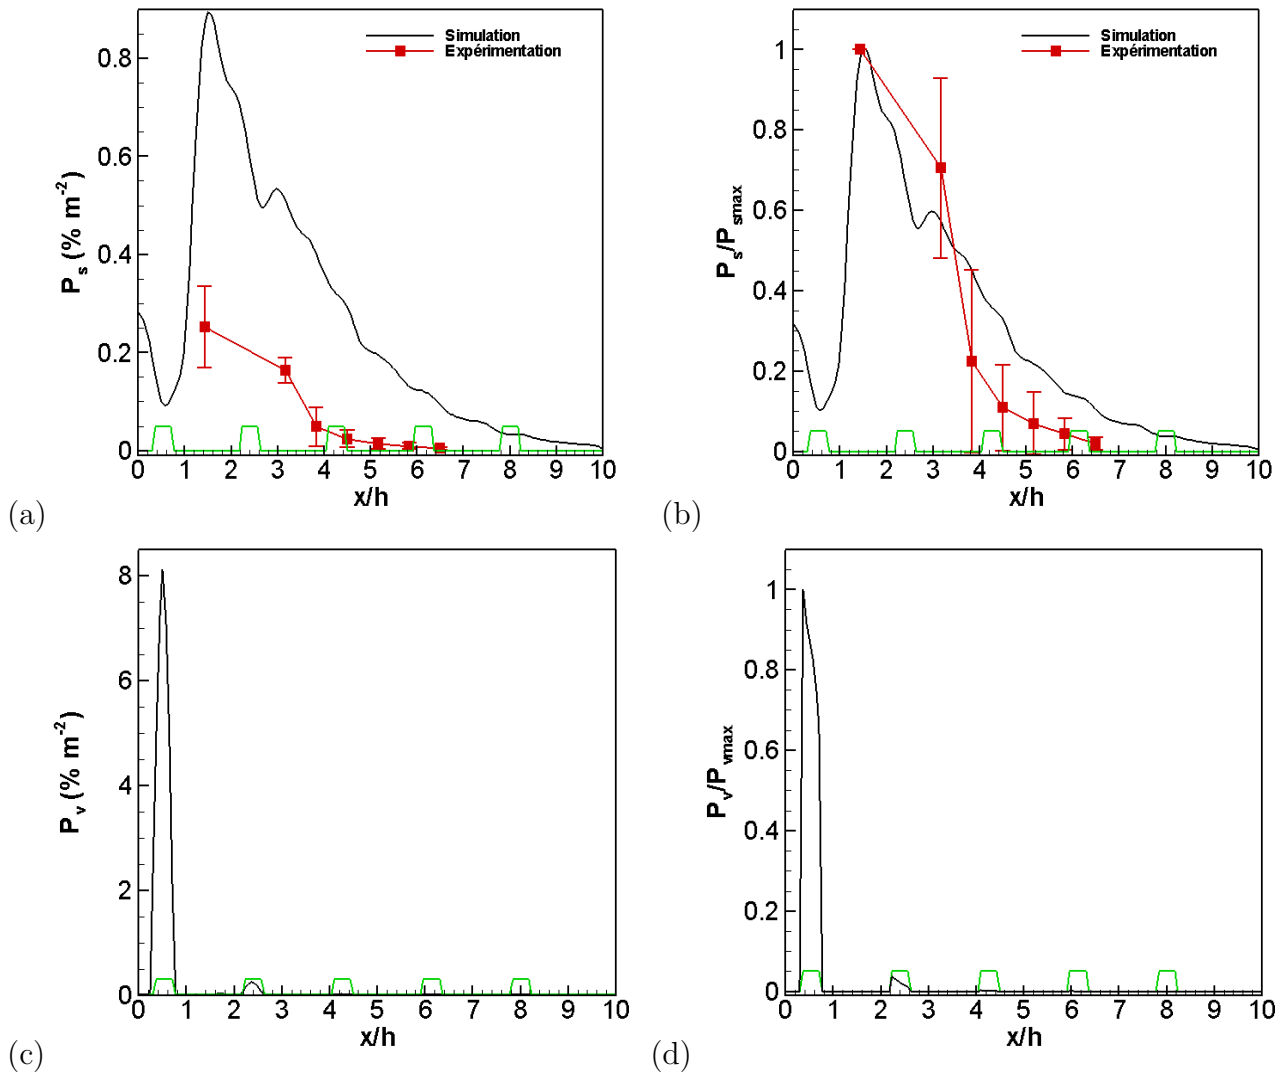 Simulation
Expérimentation
0.8
0.6
0.4
0.2
0
P_s (% m^-2)
0 1 2 3 4 5 6 7 8 9 10
x/h
(a)
Simulation
Expérimentation
1
0.8
0.6
0.4
0.2
0
P_s/P_smax
0 1 2 3 4 5 6 7 8 9 10
x/h
(b)
8
6
4
2
0
P_v (% m^-2)
0 1 2 3 4 5 6 7 8 9 10
x/h
(c)
1
0.8
0.6
0.4
0.2
0
P_v/P_vmax
0 1 2 3 4 5 6 7 8 9 10
x/h
(d)